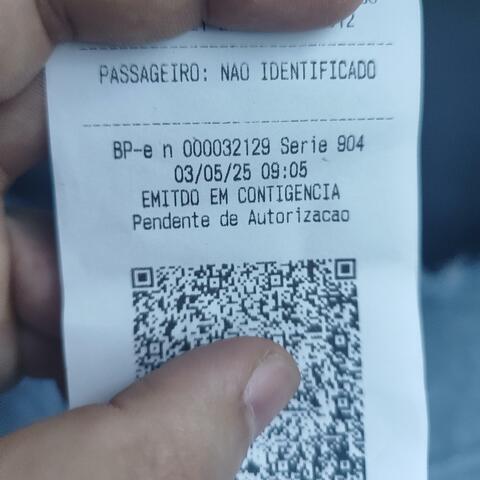 PASSAGEIRO: NAO IDENTIFICADO
BP-e n 000032129 Serie 904
03/05/25 09:05
EMITDO EM CONTIGENCIA
Pendente de Autorizacao